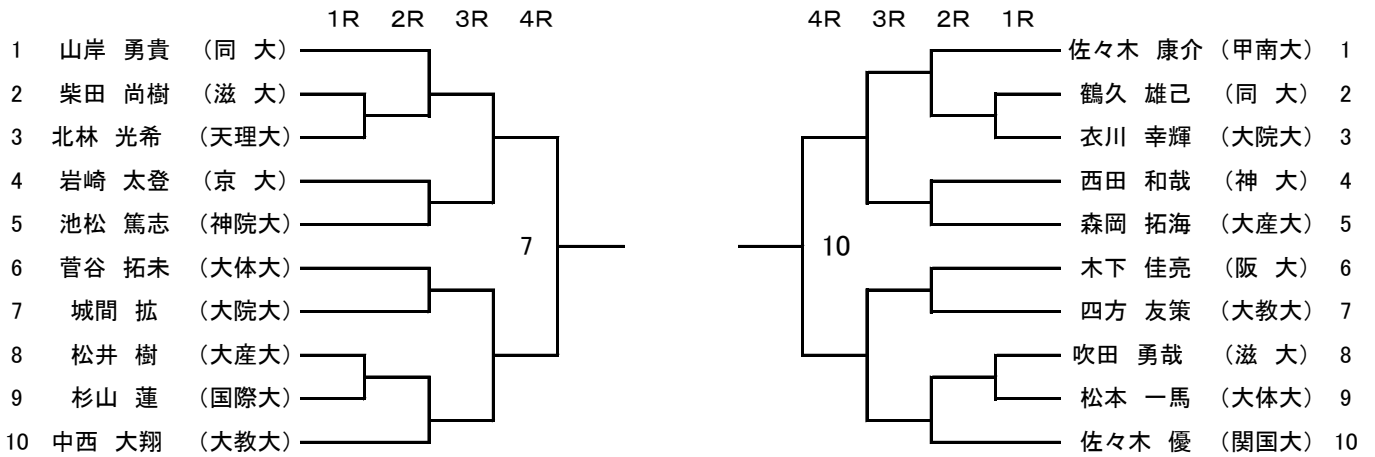 1R 2R 3R 4R 4R 3R 2R 1R
1 山岸 勇貴 （同 大） 佐々木 康介 （甲南大） 1
2 柴田 尚樹 （滋 大） 鶴久 雄己 （同 大） 2
3 北林 光希 （天理大） 衣川 幸輝 （大院大） 3
4 岩崎 太登 （京 大） 西田 和哉 （神 大） 4
5 池松 篤志 （神院大） 森岡 拓海 （大産大） 5
7 10
6 菅谷 拓未 （大体大） 木下 佳亮 （阪 大） 6
7 城間 拡 （大院大） 四方 友策 （大教大） 7
8 松井 樹 （大産大） 吹田 勇哉 （滋 大） 8
9 杉山 蓮 （国際大） 松本 一馬 （大体大） 9
10 中西 大翔 （大教大） 佐々木 優 （関国大） 10